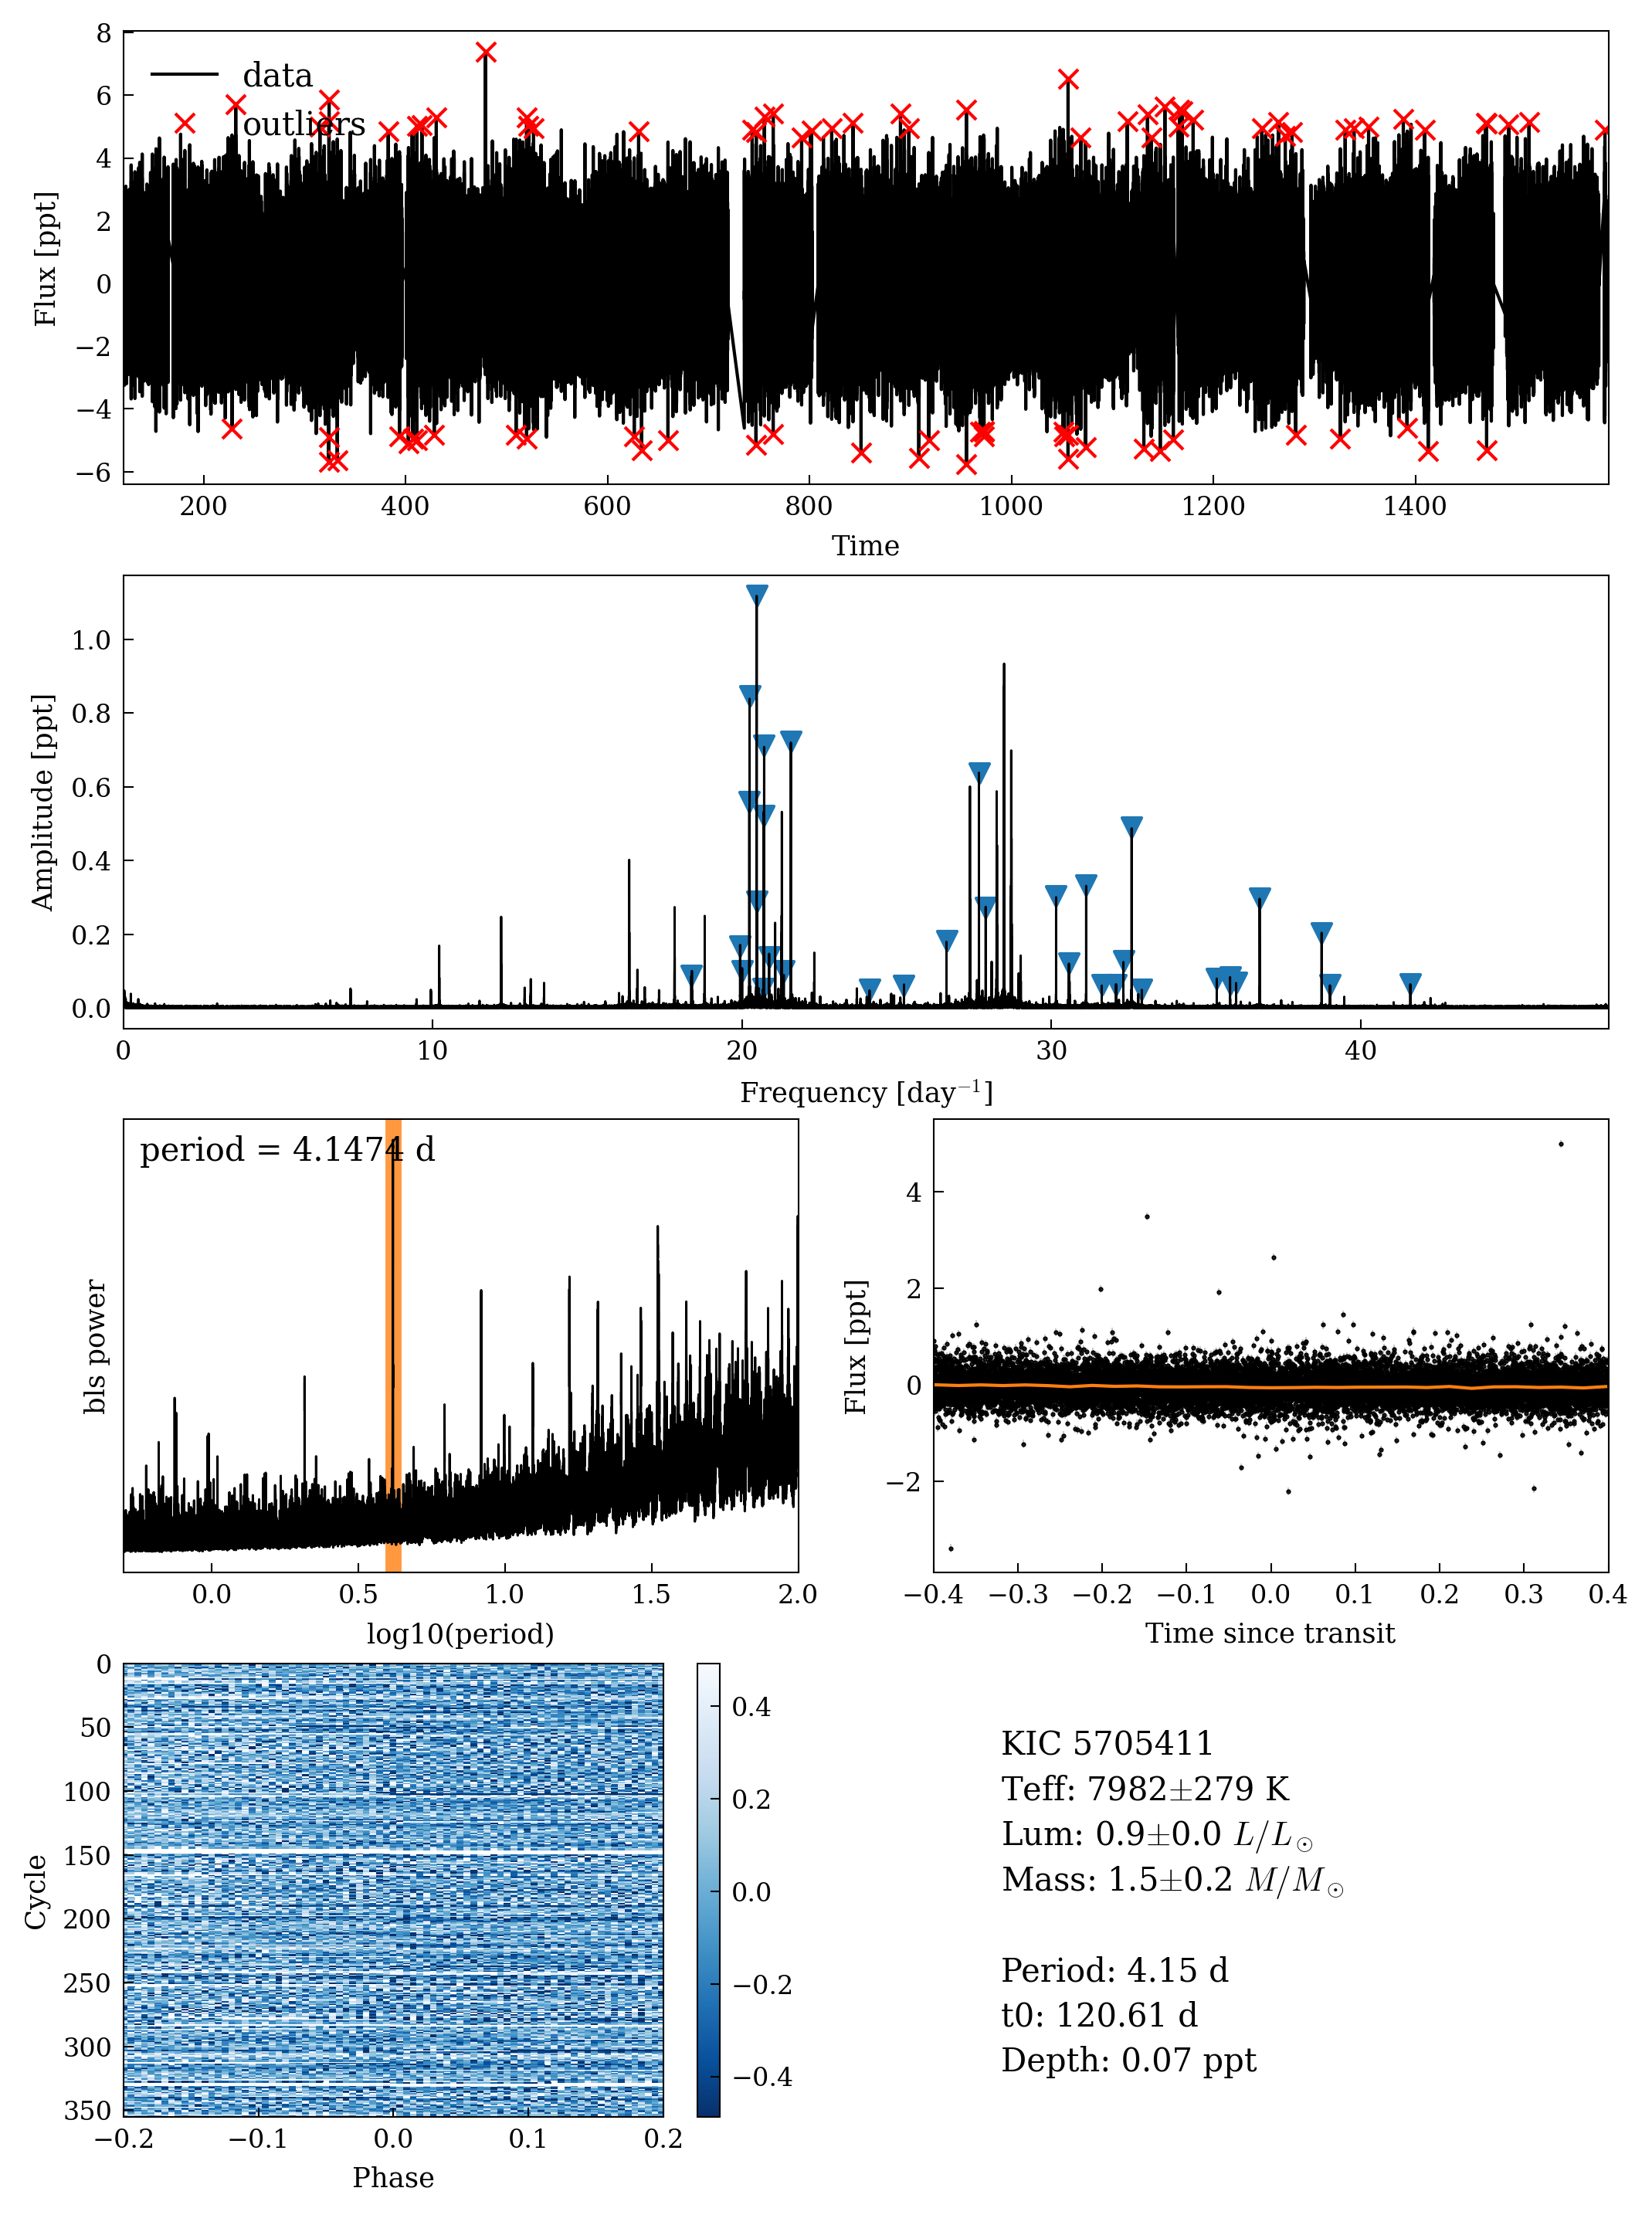 8
6
4
2
0
−2
−4
−6
Flux [ppt]
data
outliers
200 400 600 800 1000 1200 1400
Time
1.0
0.8
0.6
0.4
0.2
0.0
Amplitude [ppt]
0 10 20 30 40
Frequency [day⁻¹]
period = 4.1474 d
bls power
0.0 0.5 1.0 1.5 2.0
log10(period)
4
2
0
−2
Flux [ppt]
−0.4 −0.3 −0.2 −0.1 0.0 0.1 0.2 0.3 0.4
Time since transit
0
50
100
150
200
250
300
350
Cycle
−0.2 −0.1 0.0 0.1 0.2
Phase
0.4
0.2
0.0
−0.2
−0.4
KIC 5705411
Teff: 7982±279 K
Lum: 0.9±0.0 L/L⊙
Mass: 1.5±0.2 M/M⊙
Period: 4.15 d
t0: 120.61 d
Depth: 0.07 ppt